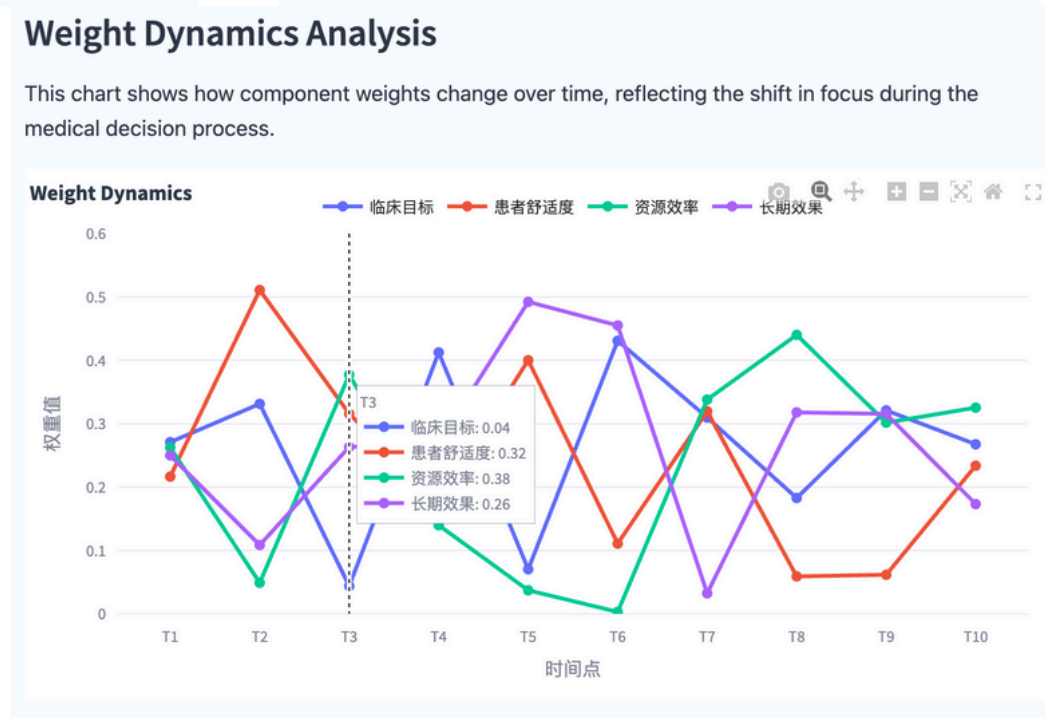 Weight Dynamics Analysis
This chart shows how component weights change over time, reflecting the shift in focus during the
medical decision process.
Weight Dynamics
临床目标 患者舒适度 资源效率 长期效果
0.6
0.5
0.4
0.3
0.2
0.1
0
权重值
T3
临床目标: 0.04
患者舒适度: 0.32
资源效率: 0.38
长期效果: 0.26
T1 T2 T3 T4 T5 T6 T7 T8 T9 T10
时间点